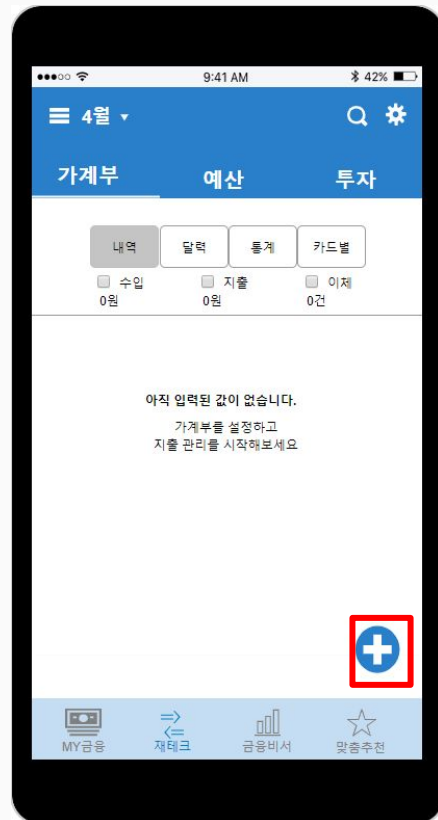 9:41 AM
42%
4월
가계부 예산 투자
내역 달력 통계 카드별
수입 지출 이체
0원 0원 0건
아직 입력된 값이 없습니다.
가계부를 설정하고
지출 관리를 시작해보세요
MY금융 재테크 금융비서 맞춤추천